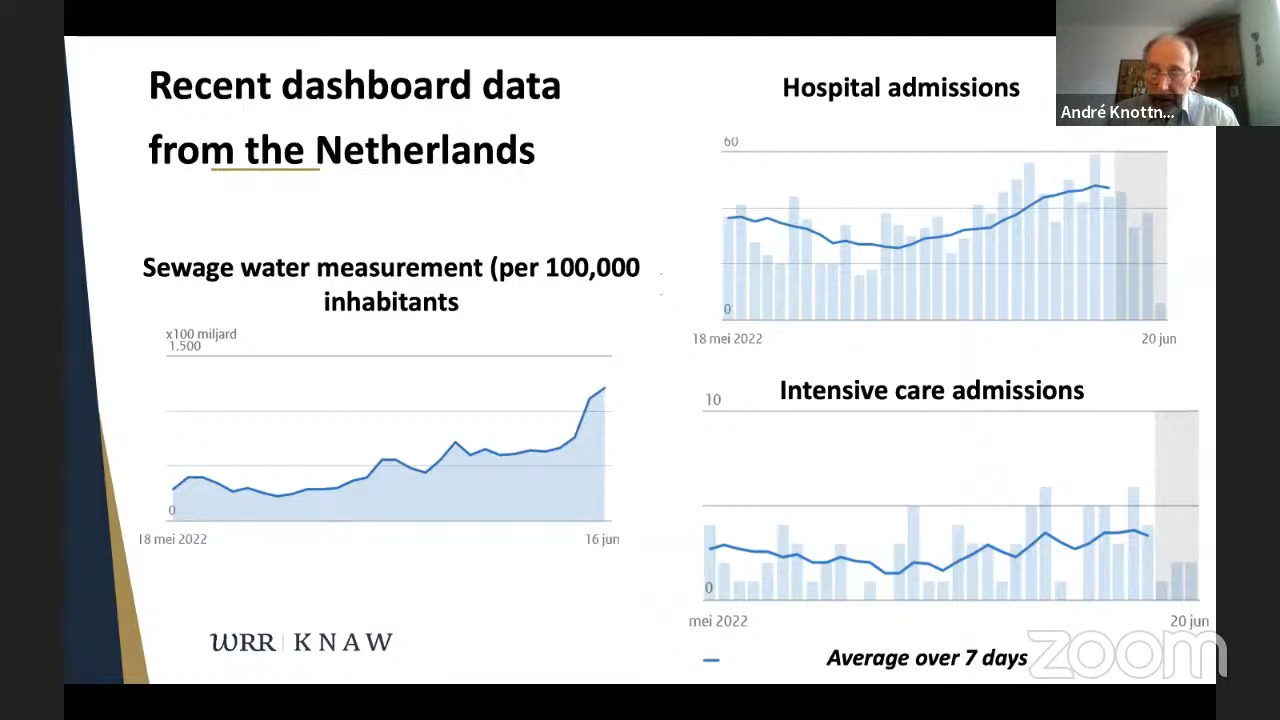 Recent dashboard data
from the Netherlands
Sewage water measurement (per 100,000
inhabitants
x100 miljard
1.500
0
18 mei 2022
16 jun
WRR | KNAW
Hospital admissions
60
0
18 mei 2022
20 jun
Intensive care admissions
10
0
mei 2022
20 jun
Average over 7 days
André Knottn...
zoom